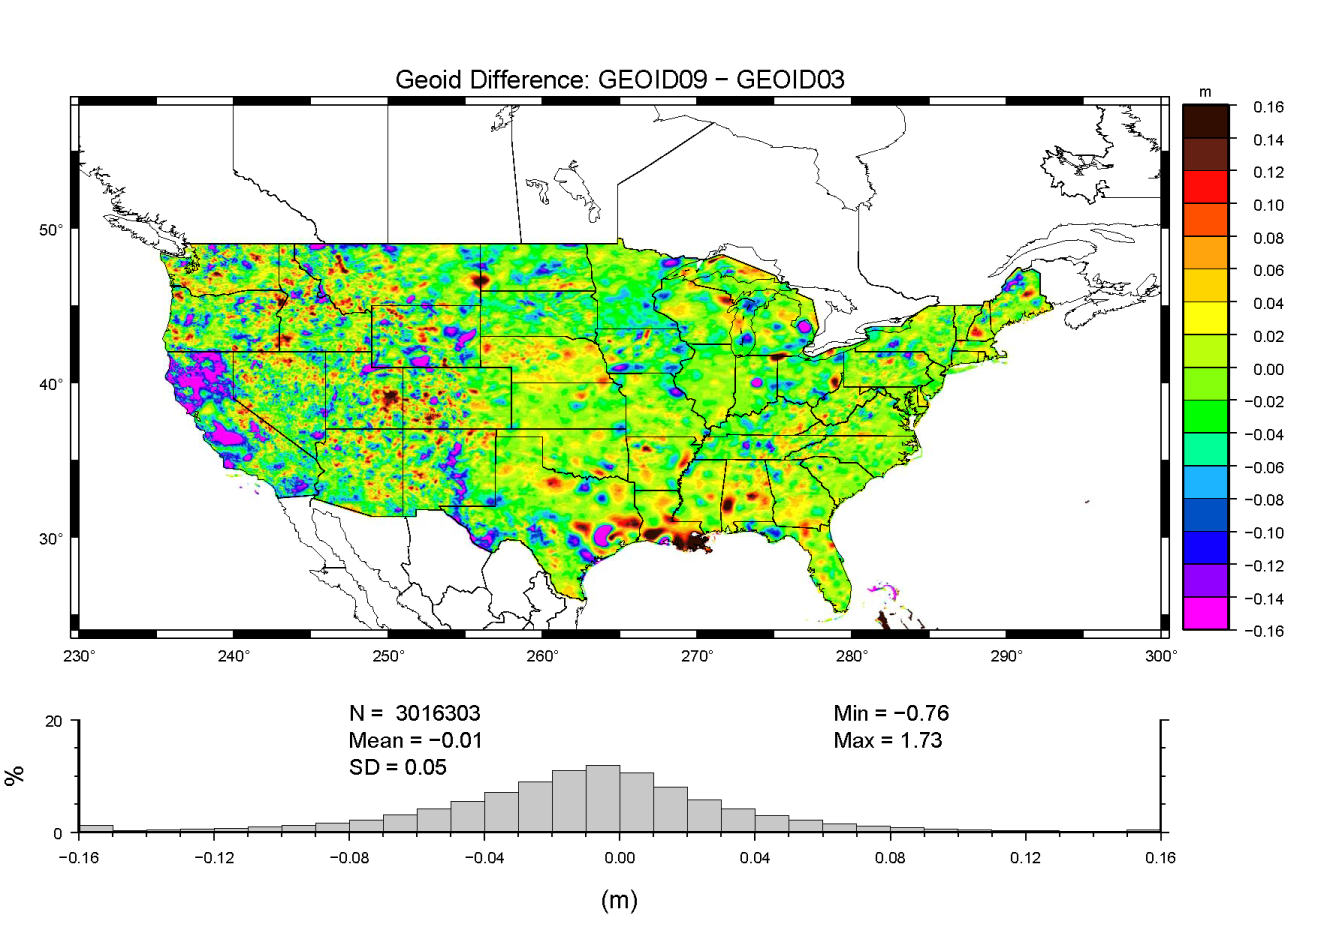 Geoid Difference: GEOID09 − GEOID03
m
0.16
0.14
0.12
0.10
0.08
0.06
0.04
0.02
0.00
−0.02
−0.04
−0.06
−0.08
−0.10
−0.12
−0.14
−0.16
50°
40°
30°
230° 240° 250° 260° 270° 280° 290° 300°
N = 3016303
Mean = −0.01
SD = 0.05
Min = −0.76
Max = 1.73
20
%
0
−0.16 −0.12 −0.08 −0.04 0.00 0.04 0.08 0.12 0.16
(m)